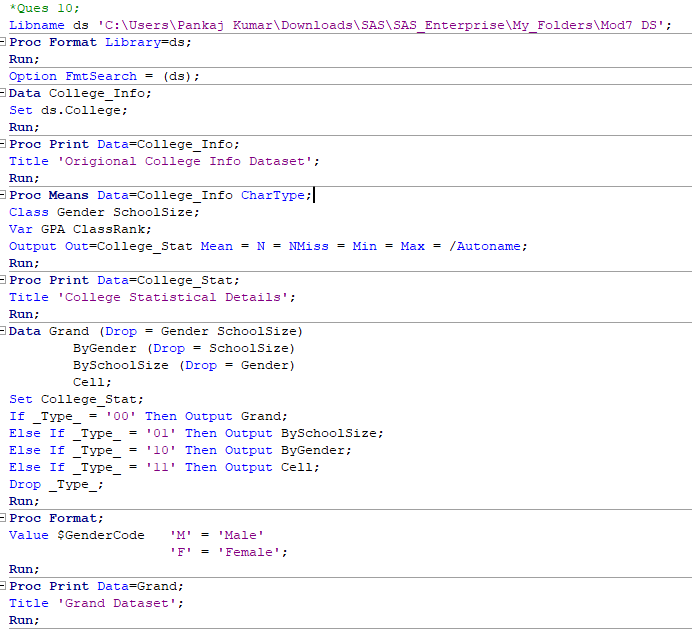 *Ques 10;
Libname ds 'C:\Users\Pankaj Kumar\Downloads\SAS\SAS_Enterprise\My_Folders\Mod7 DS';
Proc Format Library=ds;
Run;
Option FmtSearch = (ds);
Data College_Info;
Set ds.College;
Run;
Proc Print Data=College_Info;
Title 'Origional College Info Dataset';
Run;
Proc Means Data=College_Info CharType;
Class Gender SchoolSize;
Var GPA ClassRank;
Output Out=College_Stat Mean = N = NMiss = Min = Max = /Autoname;
Run;
Proc Print Data=College_Stat;
Title 'College Statistical Details';
Run;
Data Grand (Drop = Gender SchoolSize)
ByGender (Drop = SchoolSize)
BySchoolSize (Drop = Gender)
Cell;
Set College_Stat;
If _Type_ = '00' Then Output Grand;
Else If _Type_ = '01' Then Output BySchoolSize;
Else If _Type_ = '10' Then Output ByGender;
Else If _Type_ = '11' Then Output Cell;
Drop _Type_;
Run;
Proc Format;
Value $GenderCode 'M' = 'Male'
'F' = 'Female';
Run;
Proc Print Data=Grand;
Title 'Grand Dataset';
Run;